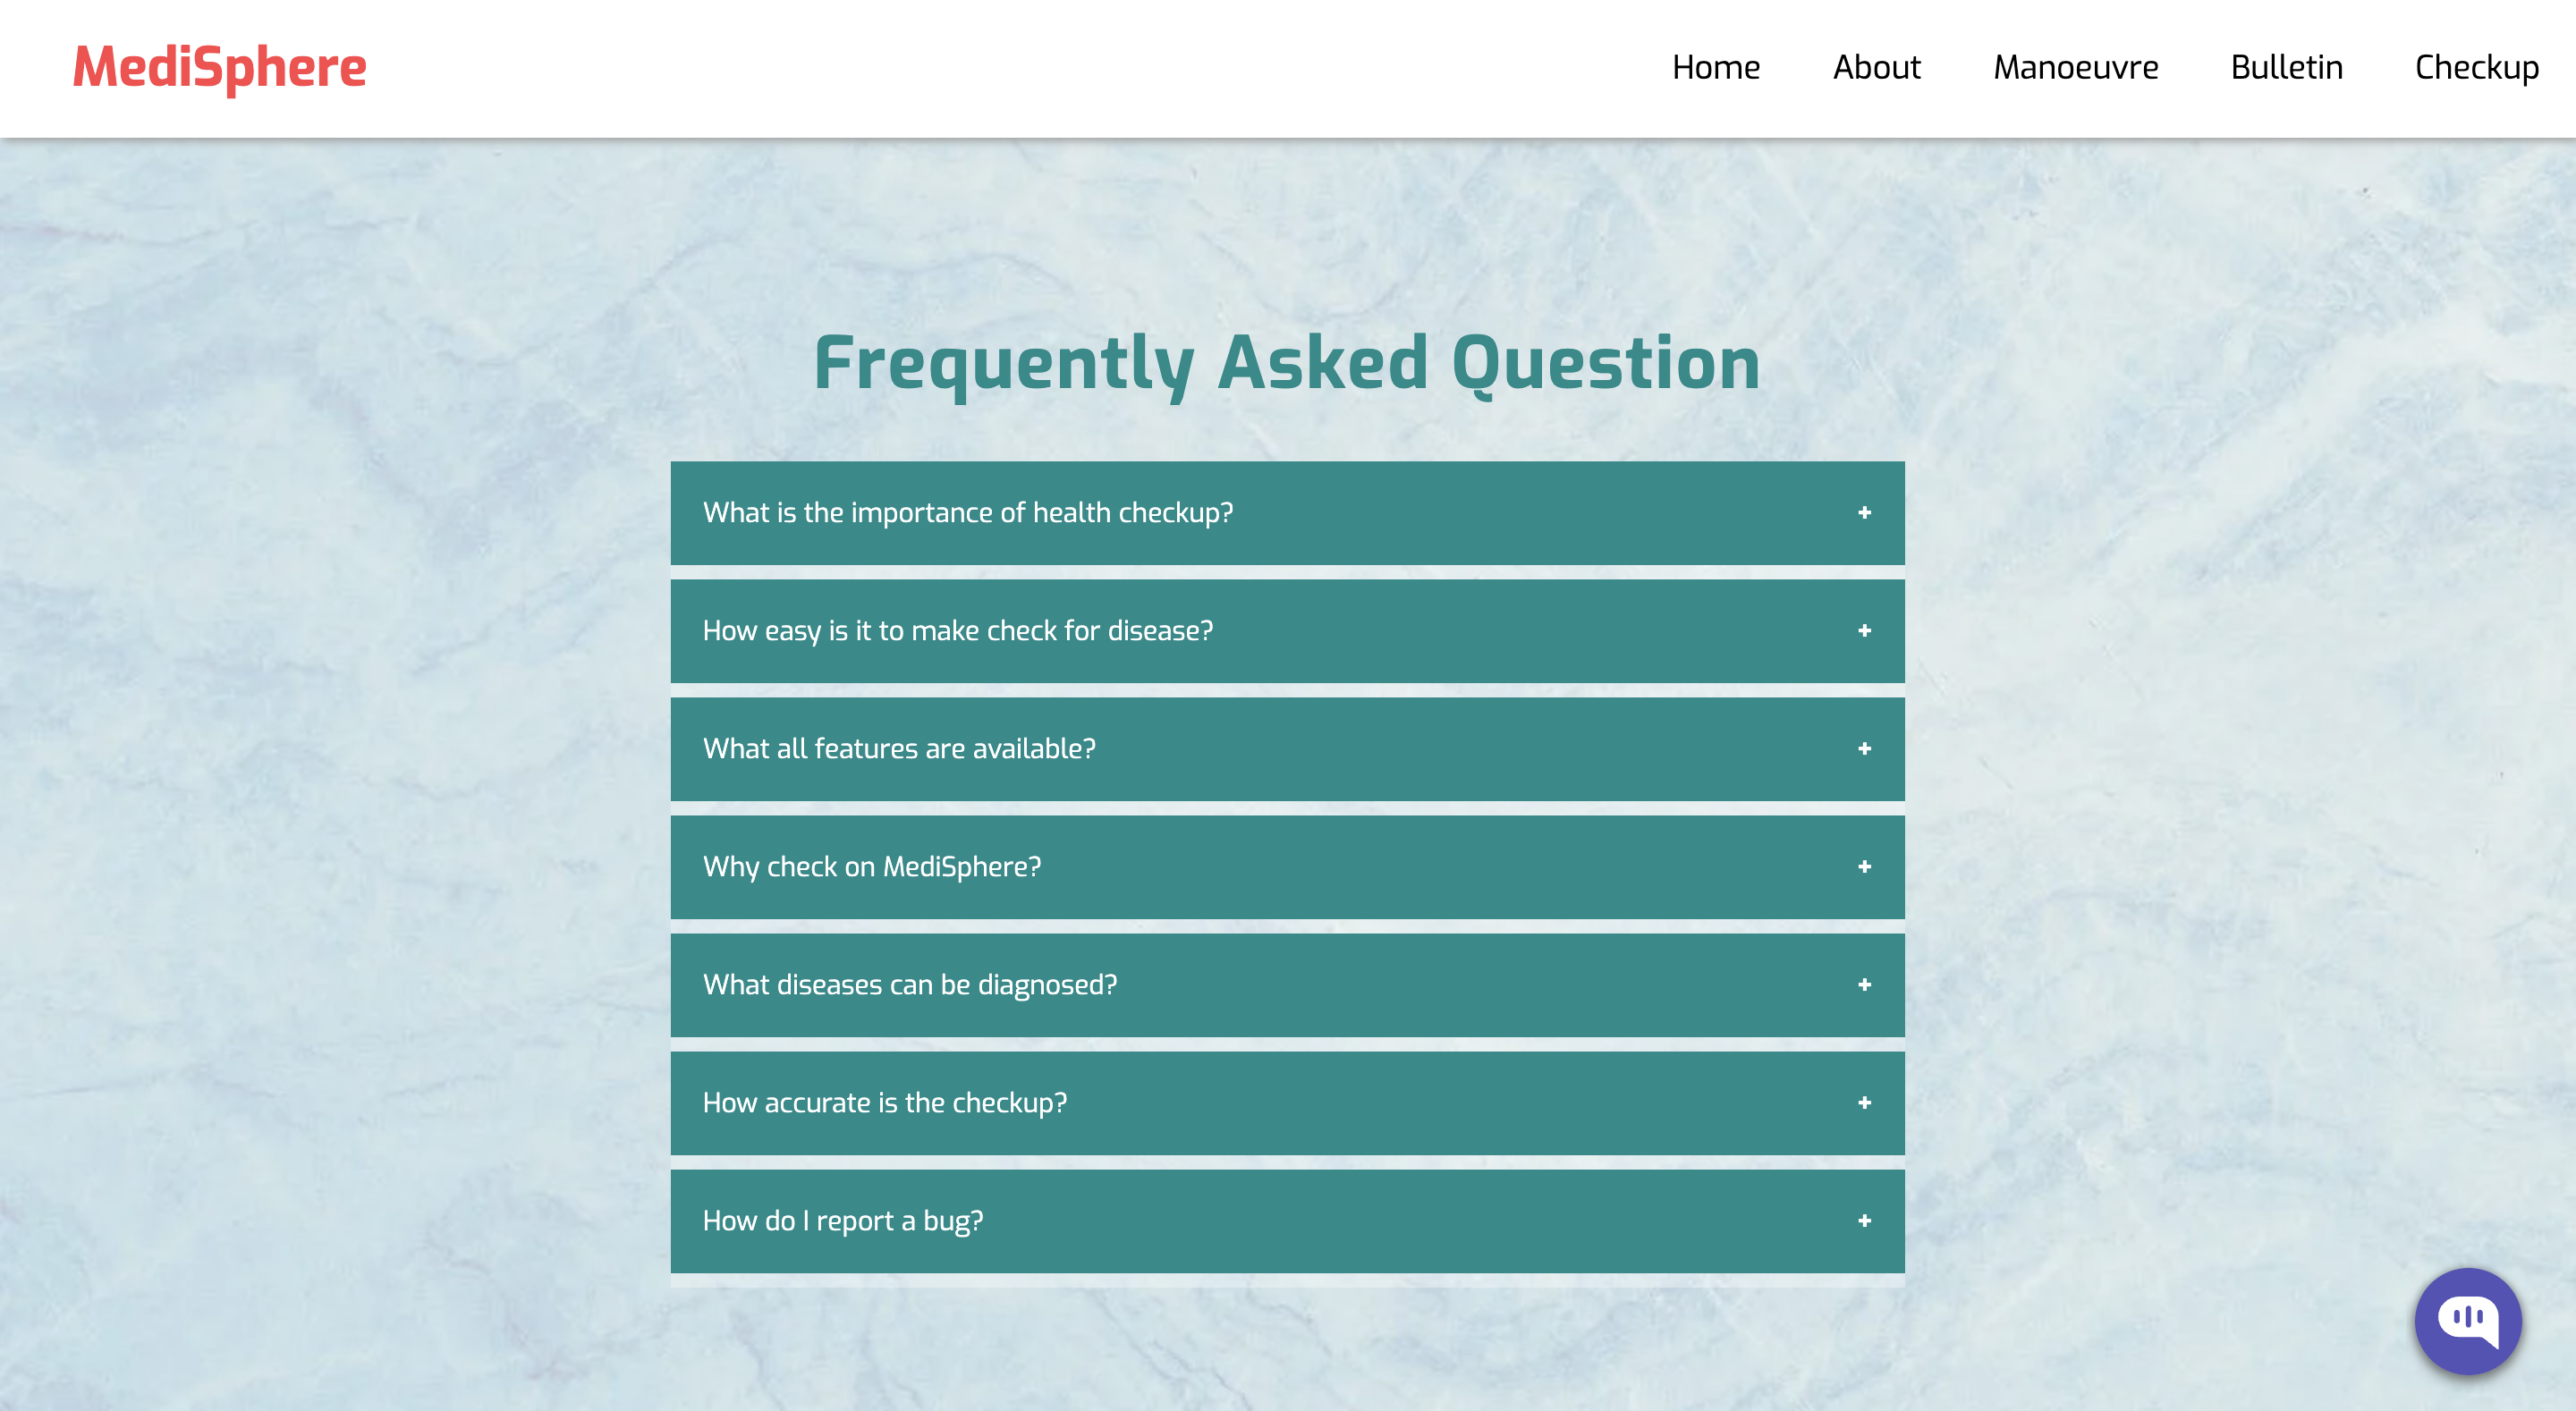 MediSphere
Home About Manoeuvre Bulletin Checkup
Frequently Asked Question
What is the importance of health checkup? +
How easy is it to make check for disease? +
What all features are available? +
Why check on MediSphere? +
What diseases can be diagnosed? +
How accurate is the checkup? +
How do I report a bug? +